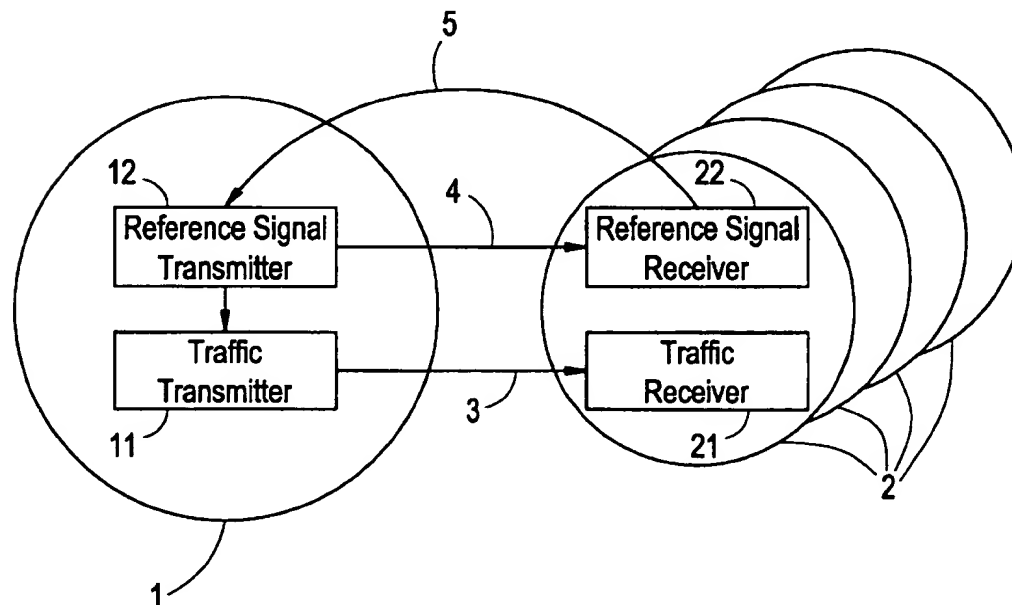 5
12
Reference Signal
Transmitter
4
22
Reference Signal
Receiver
Traffic
Transmitter
11
3
Traffic
Receiver
21
2
1